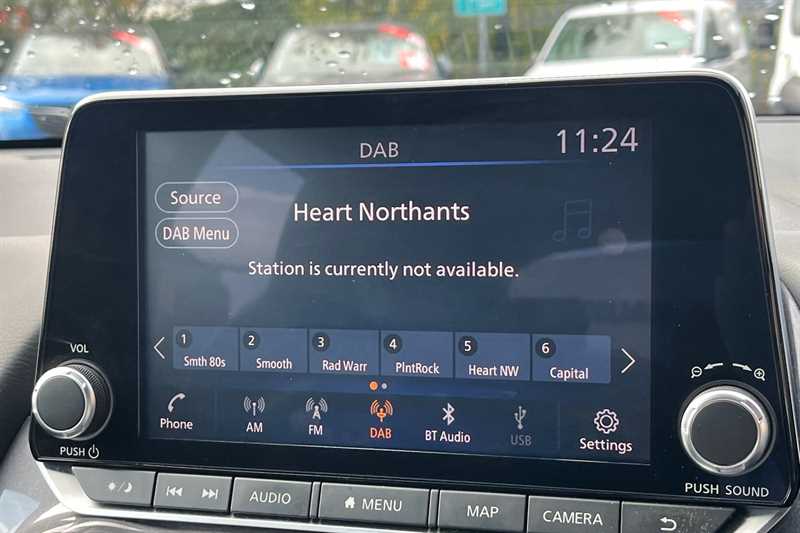 DAB
11:24
Source
Heart Northants
DAB Menu
Station is currently not available.
1
Smth 80s
2
Smooth
3
Rad Warr
4
PlntRock
5
Heart NW
6
Capital
VOL
PUSH
Phone
AM
FM
DAB
BT Audio
USB
Settings
PUSH SOUND
AUDIO
MENU
MAP
CAMERA